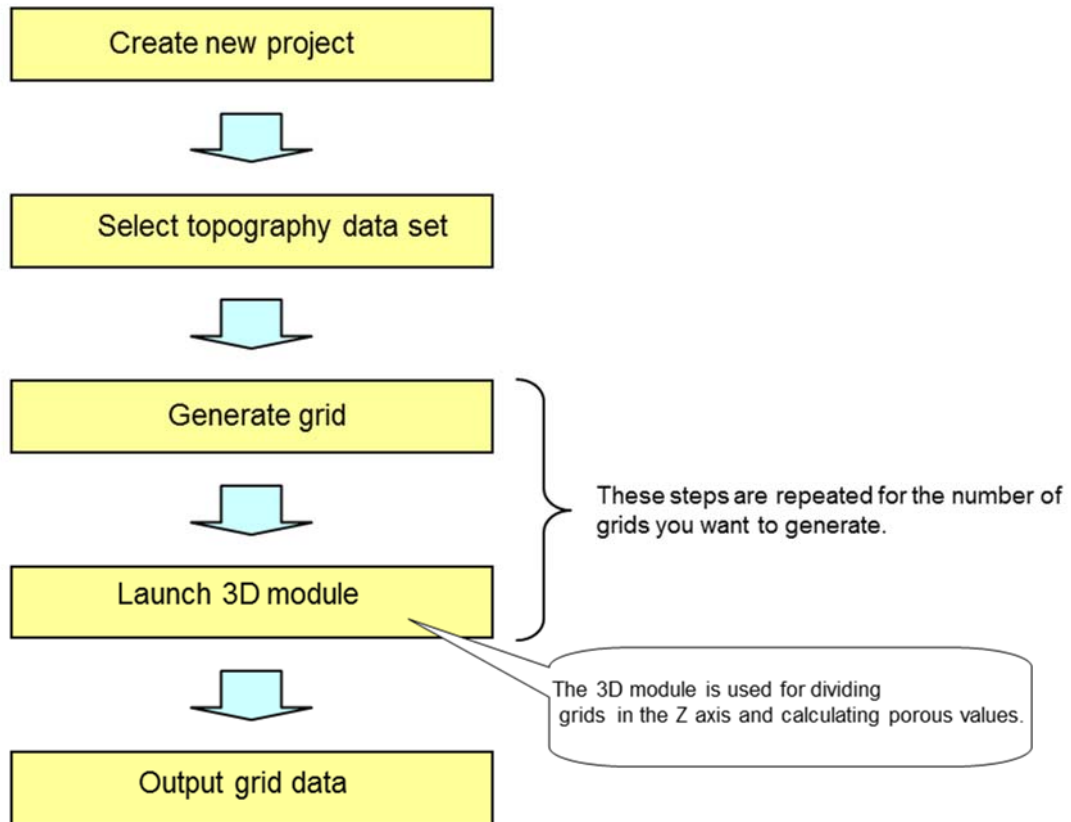 Create new project
Select topography data set
Generate grid
These steps are repeated for the number of
grids you want to generate.
Launch 3D module
The 3D module is used for dividing
grids in the Z axis and calculating porous values.
Output grid data